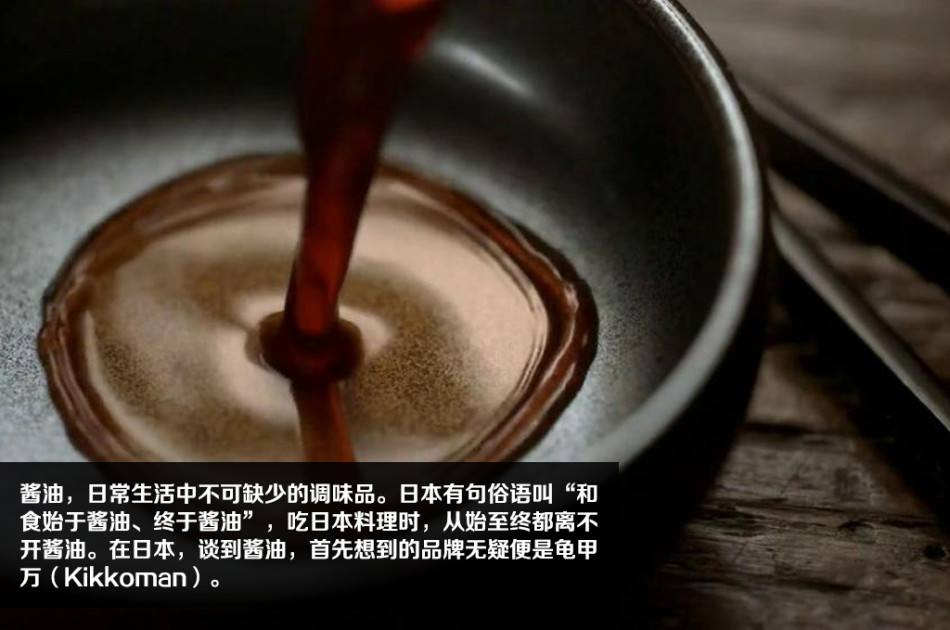 酱油，日常生活中不可缺少的调味品。日本有句俗语叫“和
食始于酱油、终于酱油”，吃日本料理时，从始至终都离不
开酱油。在日本，谈到酱油，首先想到的品牌无疑便是龟甲
万（Kikkoman）。